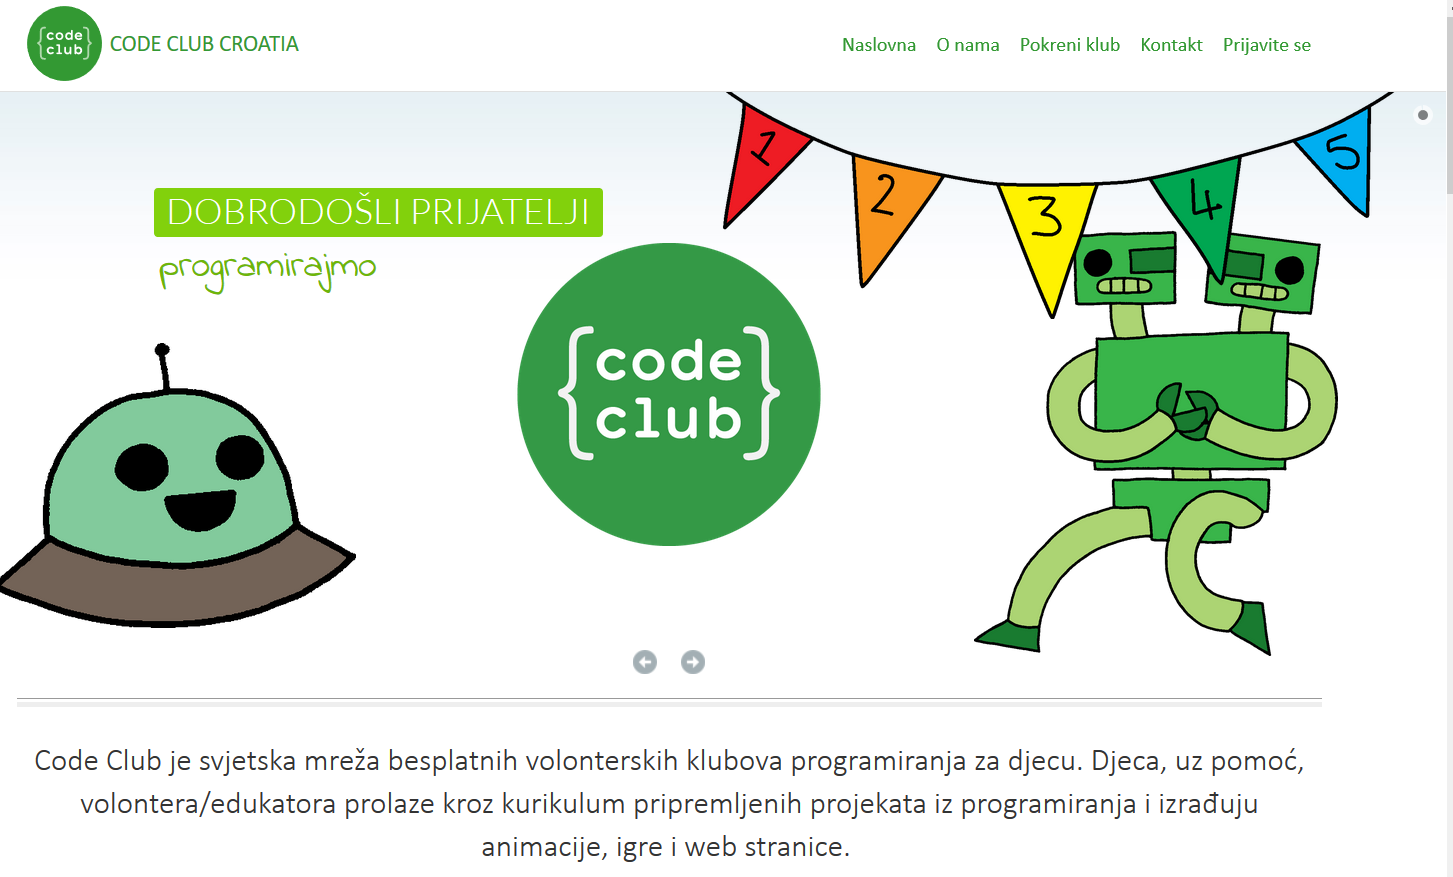 {code club}
CODE CLUB CROATIA
Naslovna O nama Pokreni klub Kontakt Prijavite se
1 2 3 4 5
DOBRODOŠLI PRIJATELJI
programirajmo
{code
club}
Code Club je svjetska mreža besplatnih volonterskih klubova programiranja za djecu. Djeca, uz pomoć,
volontera/edukatora prolaze kroz kurikulum pripremljenih projekata iz programiranja i izrađuju
animacije, igre i web stranice.